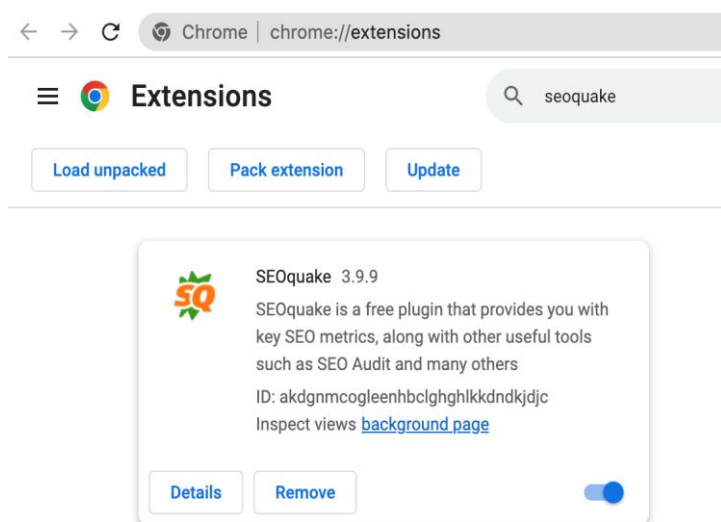 Chrome | chrome://extensions
Extensions
seoquake
Load unpacked
Pack extension
Update
SQ
SEOquake 3.9.9
SEOquake is a free plugin that provides you with
key SEO metrics, along with other useful tools
such as SEO Audit and many others
ID: akdgnmcogleenhbclghghlkkdndkjdjc
Inspect views background page
Details
Remove